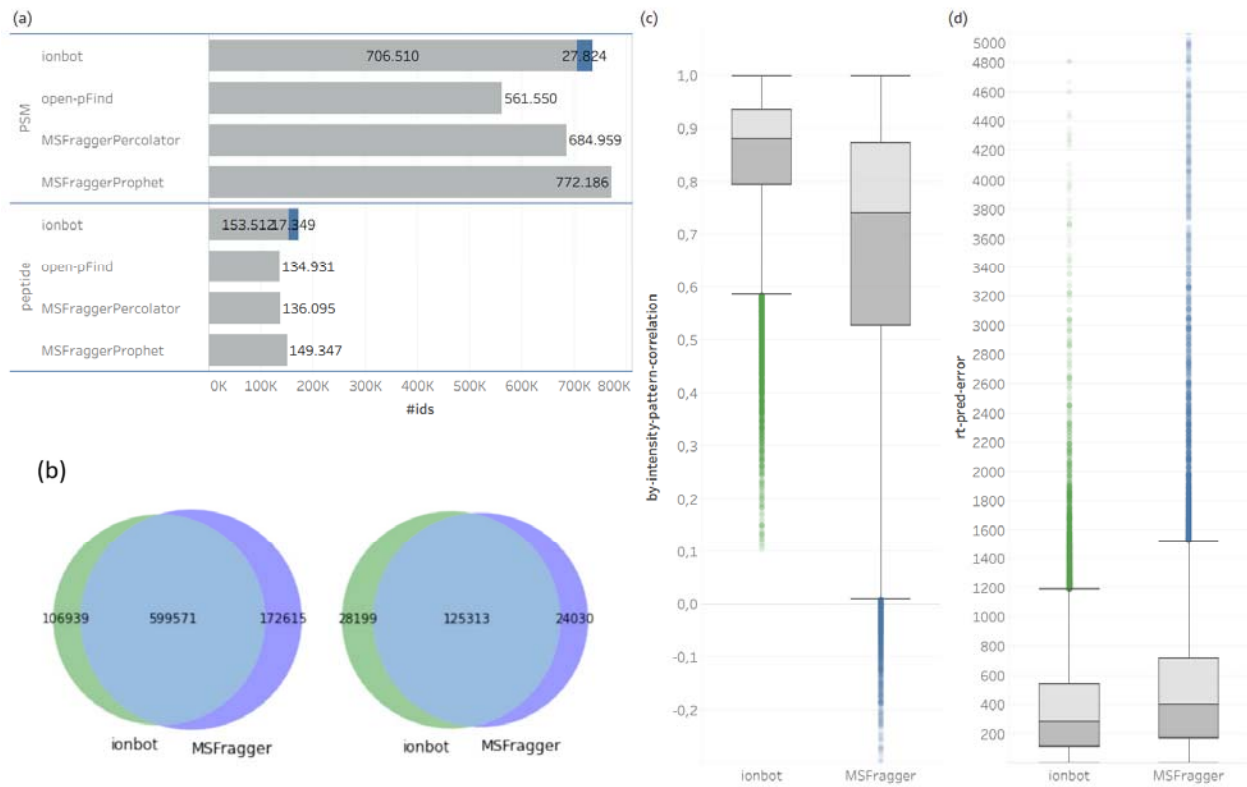 (a)
PSM
ionbot 706.510 27.824
open-pFind 561.550
MSFraggerPercolator 684.959
MSFraggerProphet 772.186
peptide
ionbot 153.512 17.349
open-pFind 134.931
MSFraggerPercolator 136.095
MSFraggerProphet 149.347
0K 100K 200K 300K 400K 500K 600K 700K 800K
#ids
(b)
106939 599571 172615
ionbot MSFragger
28199 125313 24030
ionbot MSFragger
(c)
by-intensity-pattern-correlation
1,0
0,9
0,8
0,7
0,6
0,5
0,4
0,3
0,2
0,1
0,0
-0,1
-0,2
ionbot MSFragger
(d)
rt-pred-error
5000
4800
4600
4400
4200
4000
3800
3600
3400
3200
3000
2800
2600
2400
2200
2000
1800
1600
1400
1200
1000
800
600
400
200
ionbot MSFragger